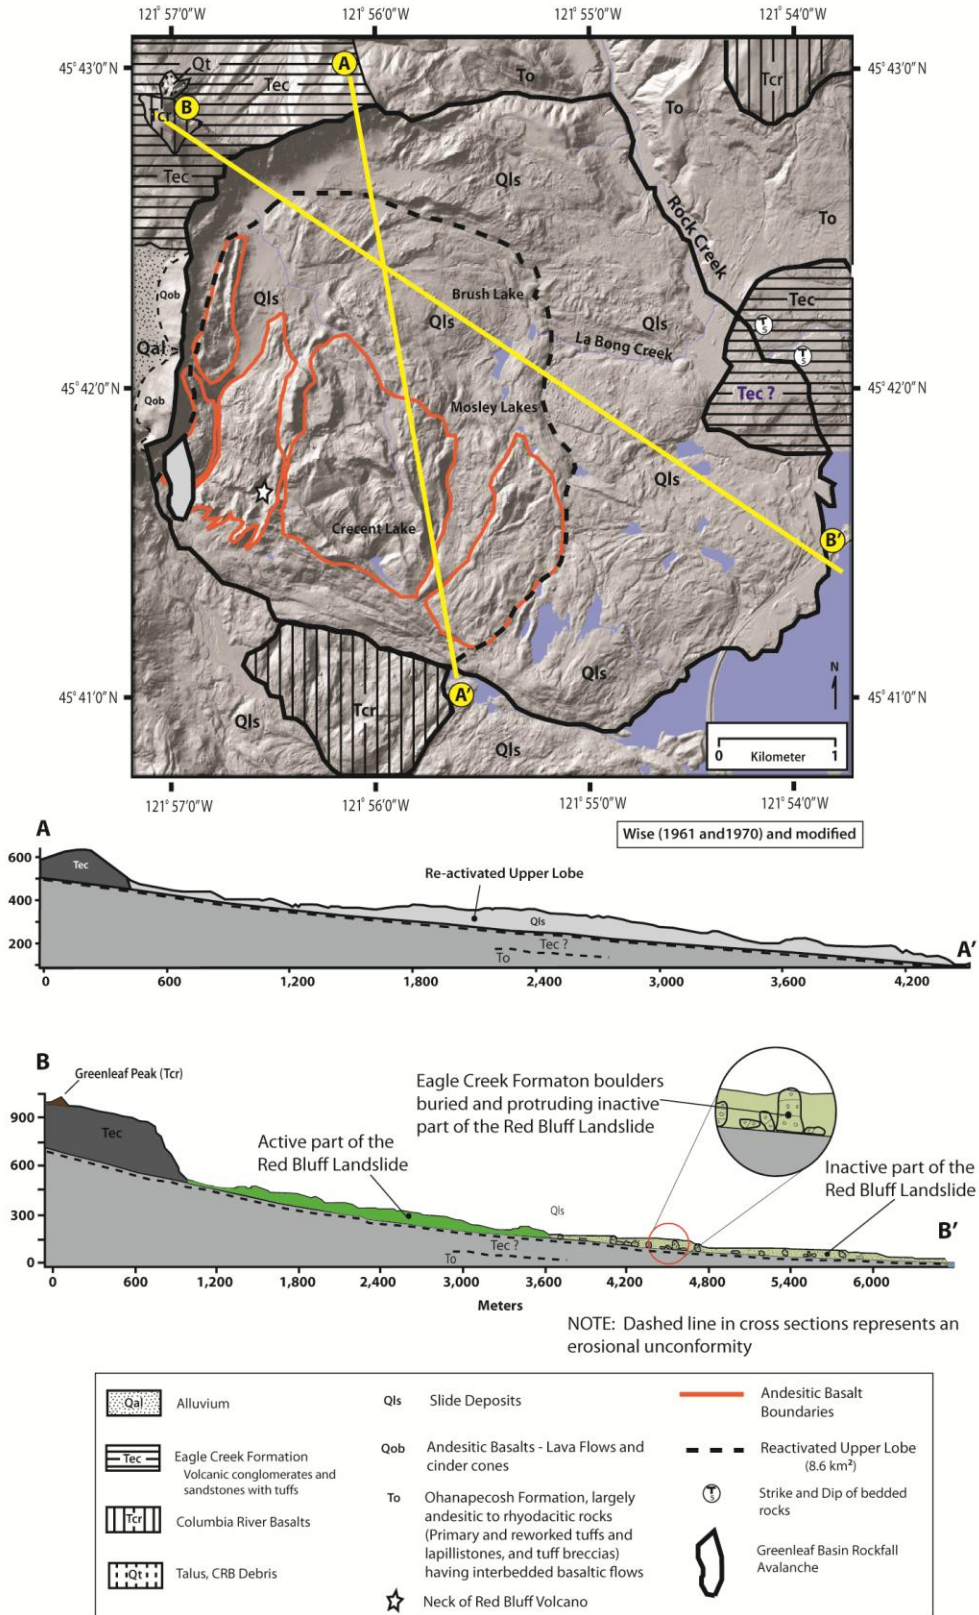 121° 57'0"W 121° 56'0"W 121° 55'0"W 121° 54'0"W
45° 43'0"N
45° 43'0"N
Qt
A
Tec
To
Tcr
B
Tcr
Tec
Qls
To
Rock Creek
Qob
Qls
Brush Lake
Qls
Qls
Tec
T
5
La Bong Creek
T
5
Qal
45° 42'0"N
45° 42'0"N
Qob
Mosley Lakes
Tec ?
Qls
Crecent Lake
B'
Qls
N
45° 41'0"N
A'
45° 41'0"N
Tcr
Qls
Qls
0 Kilometer 1
121° 57'0"W 121° 56'0"W 121° 55'0"W 121° 54'0"W
Wise (1961 and1970) and modified
A
600
Tec
Re-activated Upper Lobe
400
Qls
200
Tec ?
To
A'
0 600 1,200 1,800 2,400 3,000 3,600 4,200
B
Greenleaf Peak (Tcr)
Eagle Creek Formaton boulders
buried and protruding inactive
part of the Red Bluff Landslide
900
Tec
Active part of the
Red Bluff Landslide
Inactive part of the
Red Bluff Landslide
600
300
Qls
B'
Tec ?
0
To
0 600 1,200 1,800 2,400 3,000 3,600 4,200 4,800 5,400 6,000
Meters
NOTE: Dashed line in cross sections represents an
erosional unconformity
Qal Alluvium
Tec Eagle Creek Formation
Volcanic conglomerates and
sandstones with tuffs
Tcr Columbia River Basalts
Qt Talus, CRB Debris
Qls Slide Deposits
Qob Andesitic Basalts - Lava Flows and
cinder cones
To Ohanapecosh Formation, largely
andesitic to rhyodacitic rocks
(Primary and reworked tuffs and
lapillistones, and tuff breccias)
having interbedded basaltic flows
Neck of Red Bluff Volcano
Andesitic Basalt
Boundaries
Reactivated Upper Lobe
(8.6 km²)
T
5
Strike and Dip of bedded
rocks
Greenleaf Basin Rockfall
Avalanche